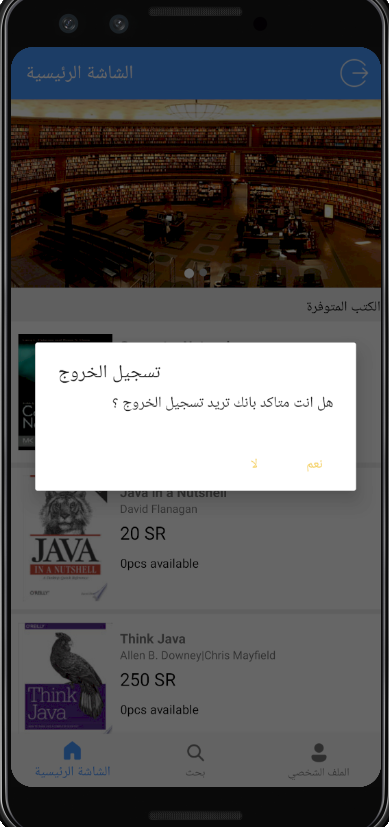 الشاشة الرئيسية
الكتب المتوفرة
تسجيل الخروج
هل انت متاكد بانك تريد تسجيل الخروج ؟
نعم
لا
Java in a Nutshell
David Flanagan
20 SR
0pcs available
JAVA
IN A NUTSHELL
O'REILLY
Think Java
Allen B. Downey|Chris Mayfield
250 SR
0pcs available
O'REILLY
Think
Java
الشاشة الرئيسية
بحث
الملف الشخصي